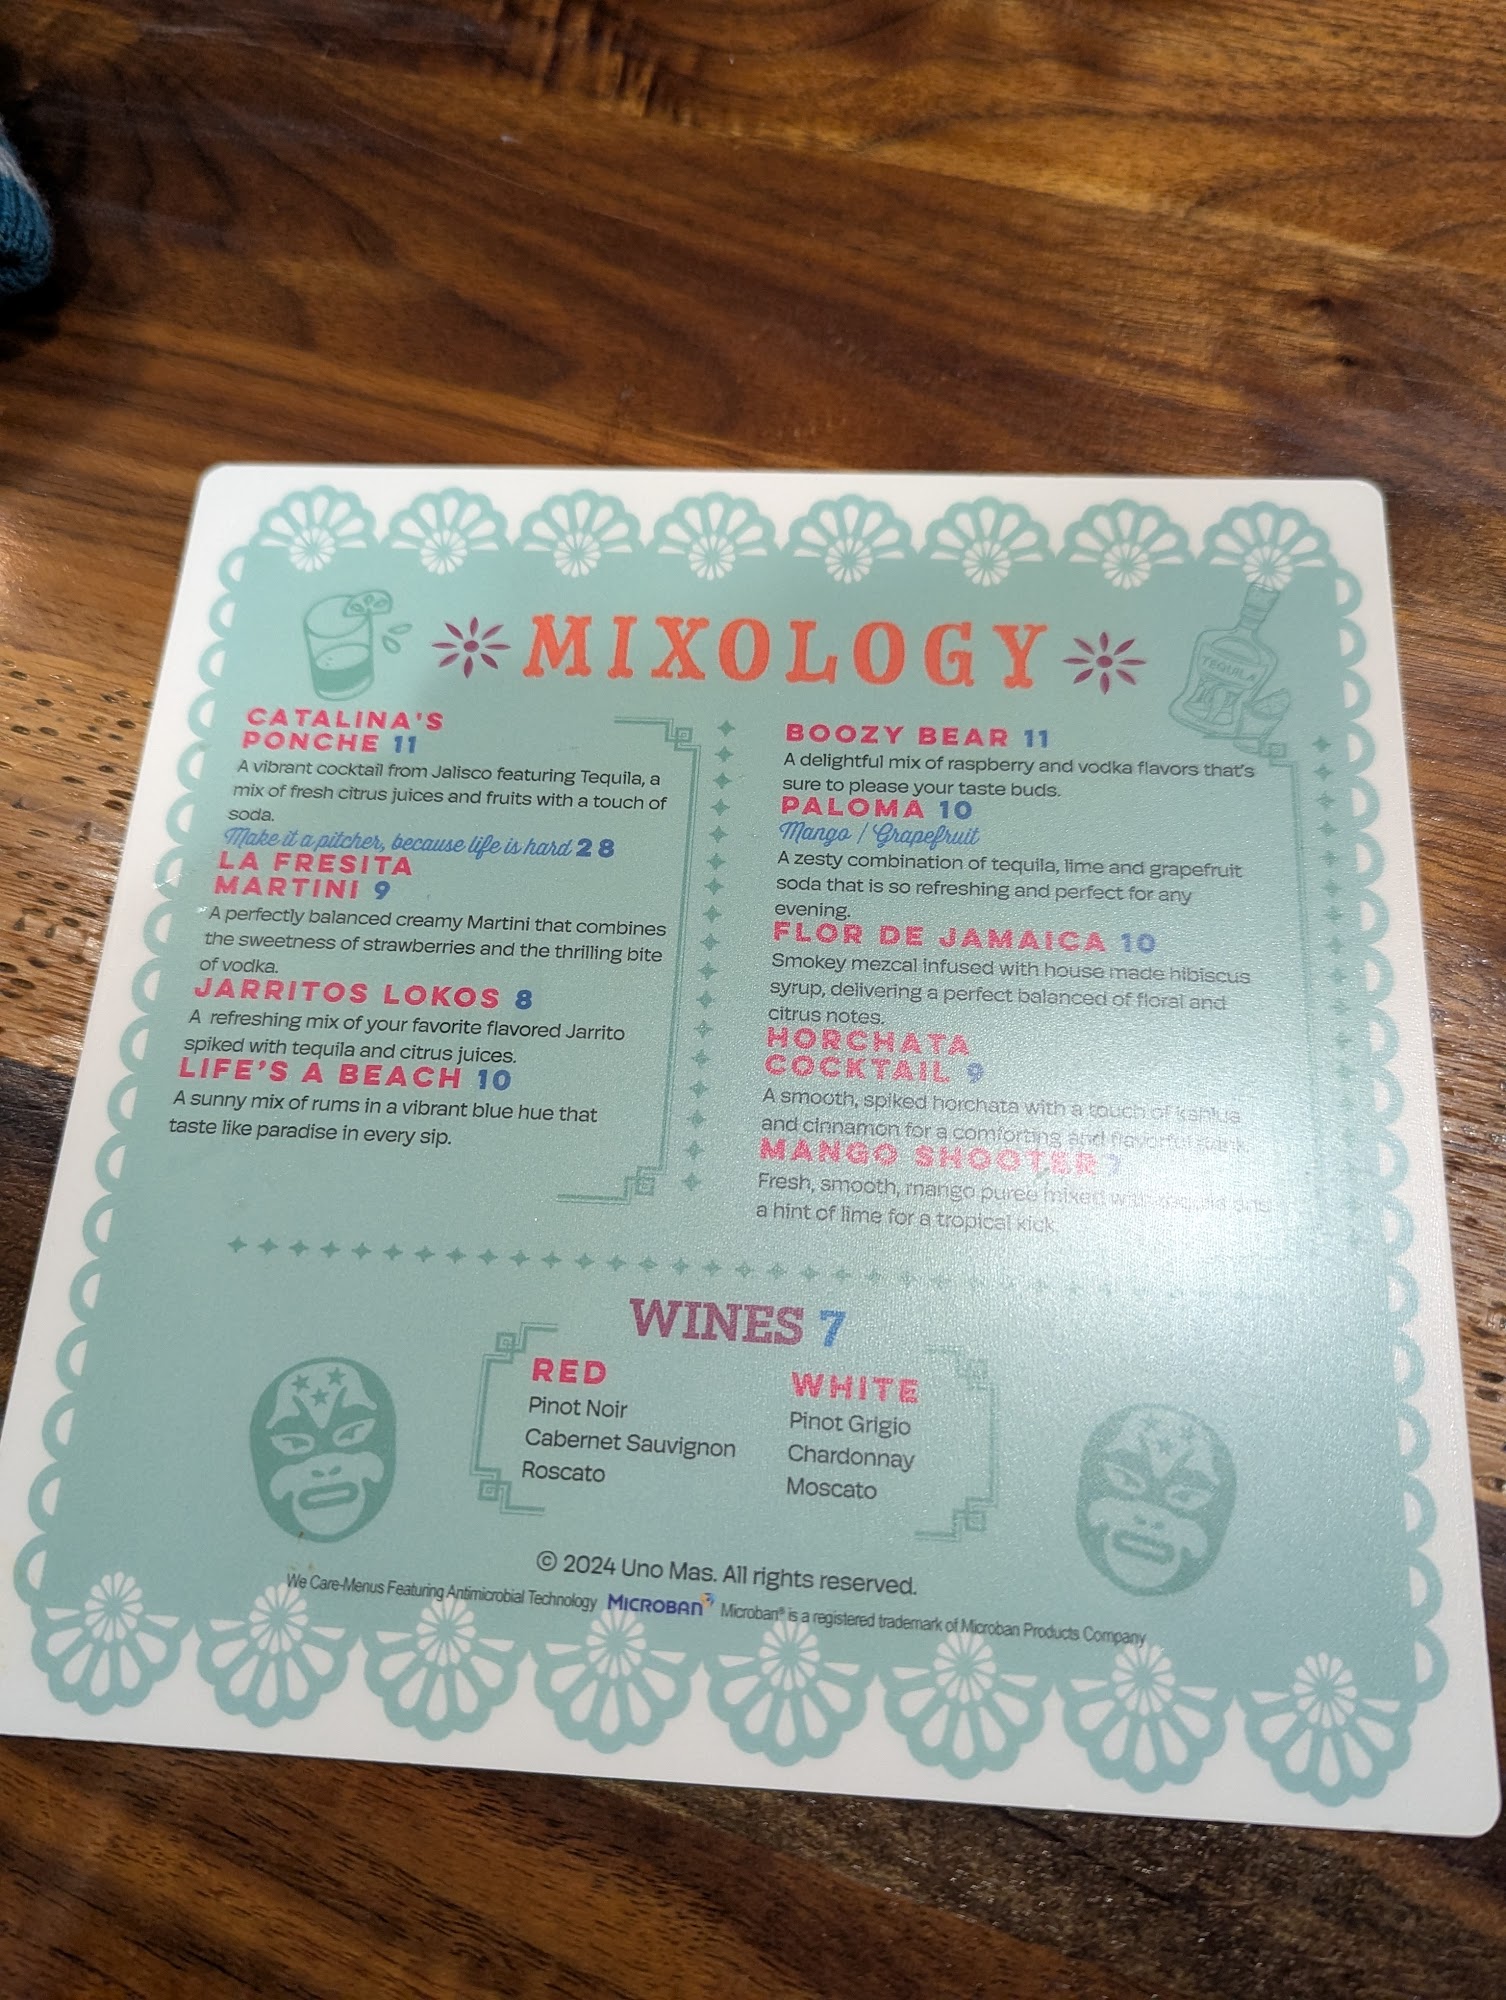 MIXOLOGY
TEQUILA
CATALINA'S
PONCHE 11
A vibrant cocktail from Jalisco featuring Tequila, a
mix of fresh citrus juices and fruits with a touch of
soda.
Make it a pitcher, because life is hard 28
LA FRESITA
MARTINI 9
A perfectly balanced creamy Martini that combines
the sweetness of strawberries and the thrilling bite
of vodka.
JARRITOS LOKOS 8
A refreshing mix of your favorite flavored Jarrito
spiked with tequila and citrus juices.
LIFE'S A BEACH 10
A sunny mix of rums in a vibrant blue hue that
taste like paradise in every sip.
BOOZY BEAR 11
A delightful mix of raspberry and vodka flavors that's
sure to please your taste buds.
PALOMA 10
Mango / Grapefruit
A zesty combination of tequila, lime and grapefruit
soda that is so refreshing and perfect for any
evening.
FLOR DE JAMAICA 10
Smokey mezcal infused with house made hibiscus
syrup, delivering a perfect balanced of floral and
citrus notes.
HORCHATA
COCKTAIL 9
A smooth, spiked horchata with a touch of kahlua
and cinnamon for a comforting and flavorful drink.
MANGO SHOOTER 7
Fresh, smooth, mango puree mixed with tequila and
a hint of lime for a tropical kick.
WINES 7
RED
Pinot Noir
Cabernet Sauvignon
Roscato
WHITE
Pinot Grigio
Chardonnay
Moscato
© 2024 Uno Mas. All rights reserved.
We Care-Menus Featuring Antimicrobial Technology MICROBAN Microban® is a registered trademark of Microban Products Company